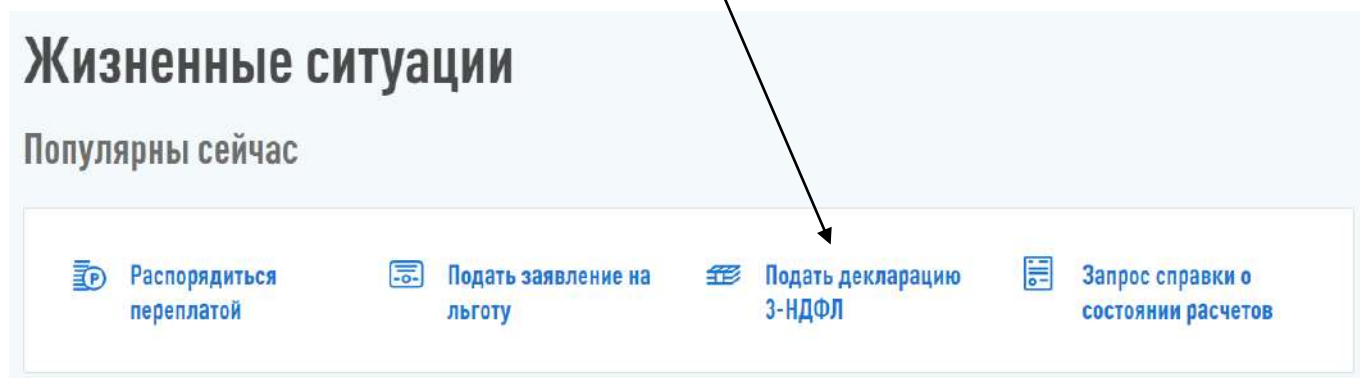 Жизненные ситуации
Популярны сейчас
Распорядиться
переплатой
Подать заявление на
льготу
Подать декларацию
3-НДФЛ
Запрос справки о
состоянии расчетов